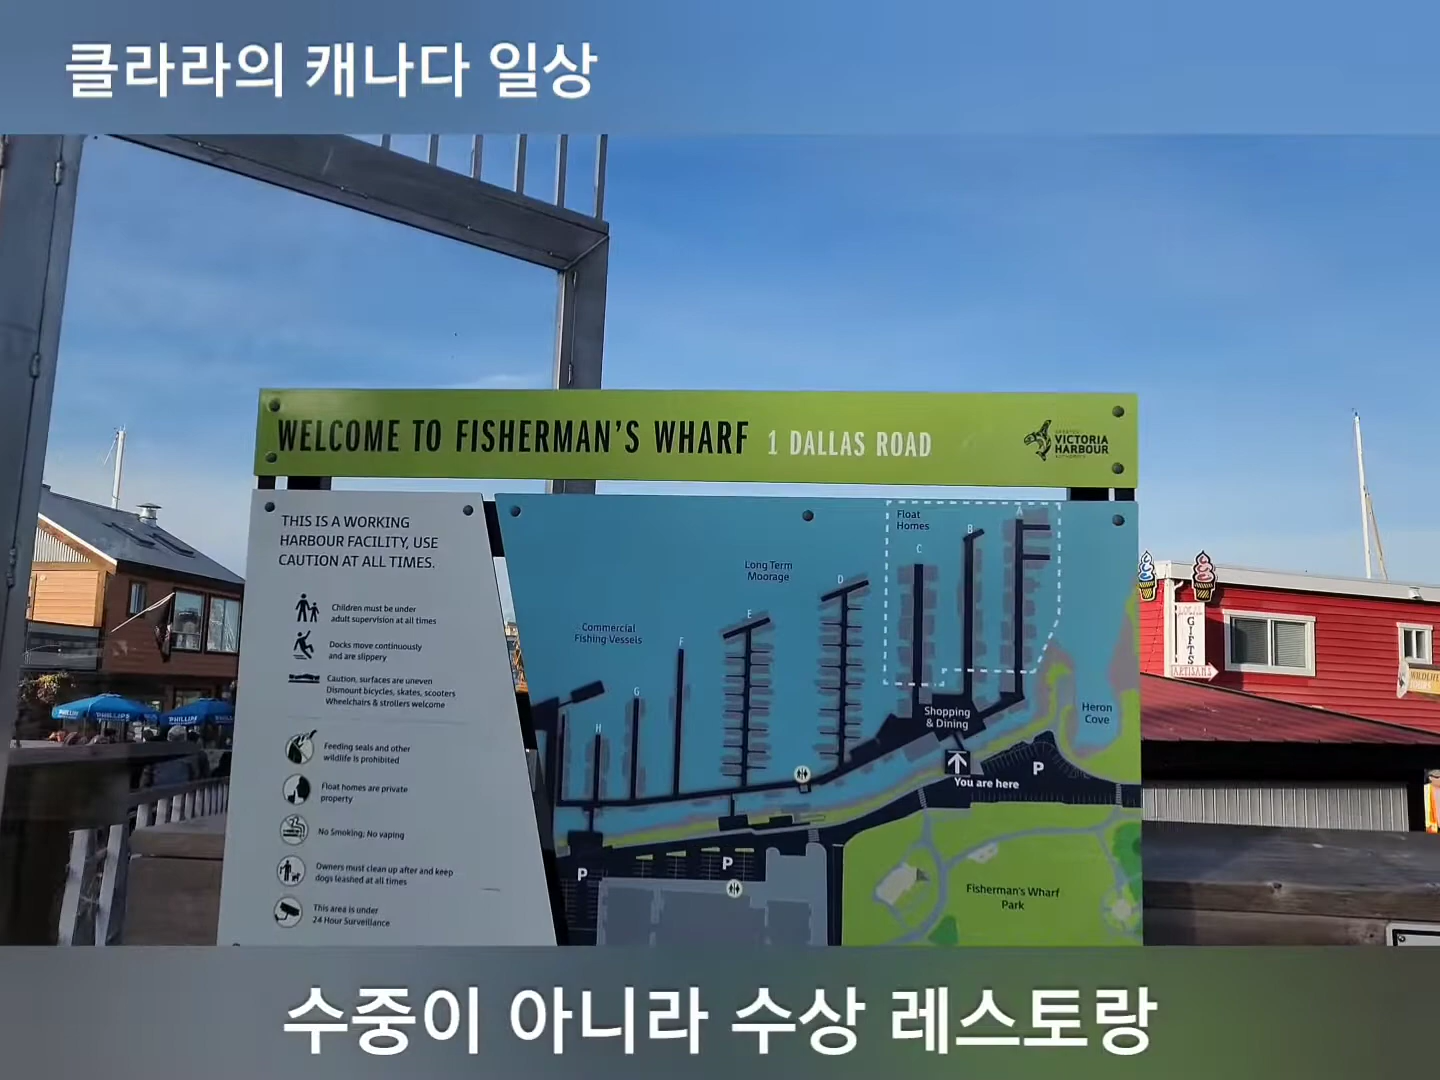 클라라의 캐나다 일상
WELCOME TO FISHERMAN'S WHARF 1 DALLAS ROAD
VICTORIA
HARBOUR
THIS IS A WORKING
HARBOUR FACILITY, USE
CAUTION AT ALL TIMES.
Children must be under
adult supervision at all times
Docks move continuously
and are slippery
Caution, surfaces are uneven
Dismount bicycles, skates, scooters
Wheelchairs & strollers welcome
Feeding seals and other
wildlife is prohibited
Float homes are private
property
No Smoking; No vaping
Owners must clean up after and keep
dogs leashed at all times
This area is under
24 Hour Surveillance
Float
Homes
A
B
C
Long Term
Moorage
D
E
Commercial
Fishing Vessels
F
G
H
Shopping
& Dining
Heron
Cove
You are here
P
P
P
Fisherman's Wharf
Park
PHILLIPS
PHILLIPS
LOCAL
GIFTS
ARTISANS
수중이 아니라 수상 레스토랑